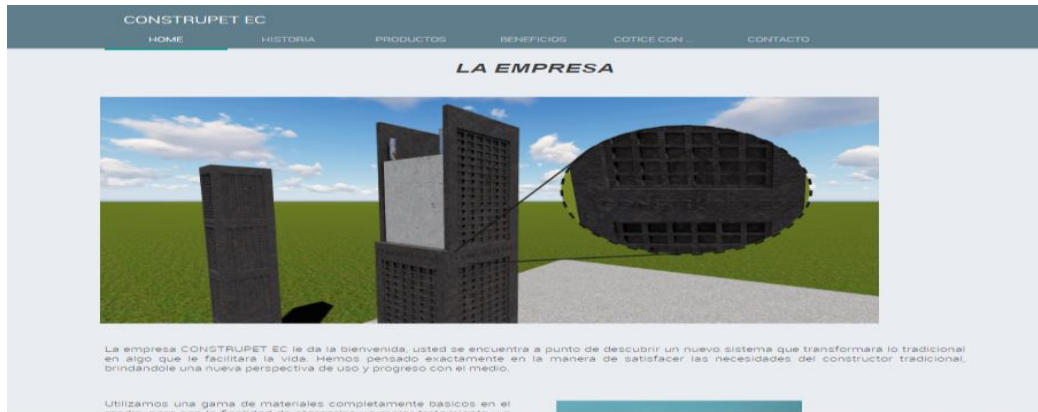 CONSTRUPET EC
HOME HISTORIA PRODUCTOS BENEFICIOS COTICE CON ... CONTACTO
LA EMPRESA
La empresa CONSTRUPET EC le da la bienvenida, usted se encuentra a punto de descubrir un nuevo sistema que transformara lo tradicional
en algo que le facilitara la vida. Hemos pensado exactamente en la manera de satisfacer las necesidades del constructor tradicional,
brindándole una nueva perspectiva de uso y progreso con el medio.
Utilizamos una gama de materiales completamente básicos en el